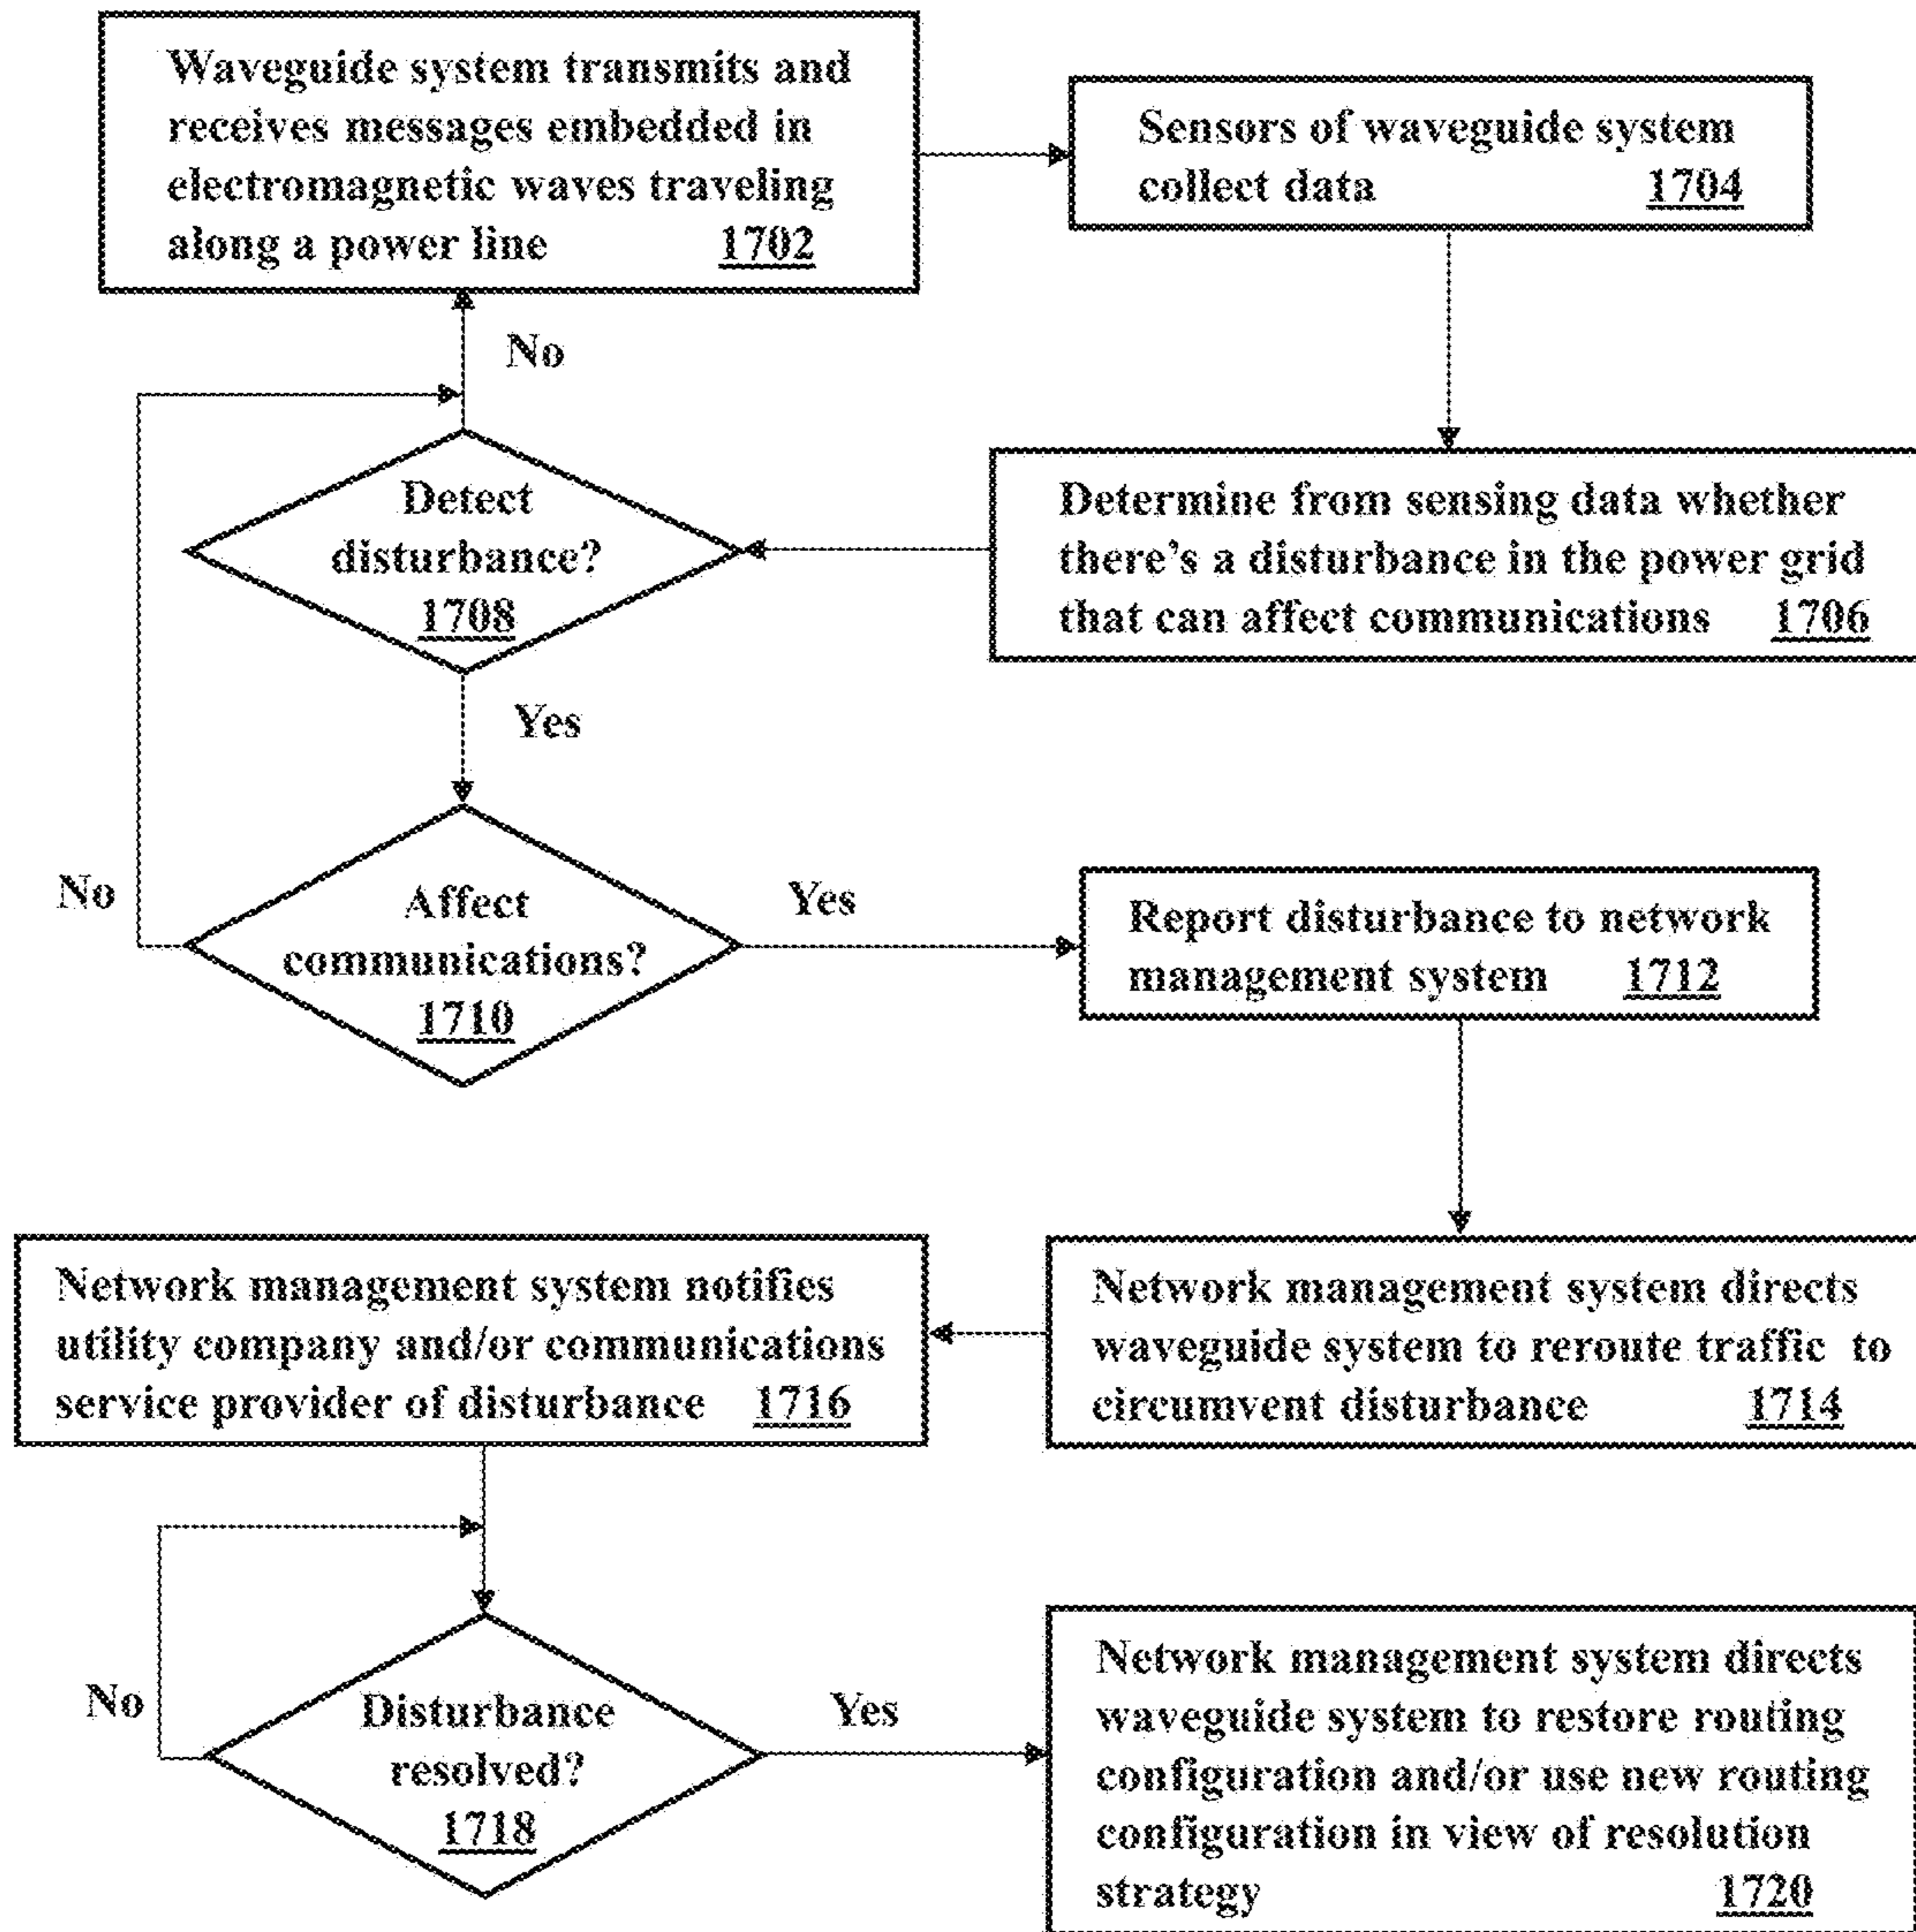 Waveguide system transmits and
receives messages embedded in
electromagnetic waves traveling
along a power line 1702
Sensors of waveguide system
collect data 1704
No
Detect
disturbance?
1708
Determine from sensing data whether
there's a disturbance in the power grid
that can affect communications 1706
Yes
No
Affect
communications?
1710
Yes
Report disturbance to network
management system 1712
Network management system notifies
utility company and/or communications
service provider of disturbance 1716
Network management system directs
waveguide system to reroute traffic to
circumvent disturbance 1714
No
Disturbance
resolved?
1718
Yes
Network management system directs
waveguide system to restore routing
configuration and/or use new routing
configuration in view of resolution
strategy 1720